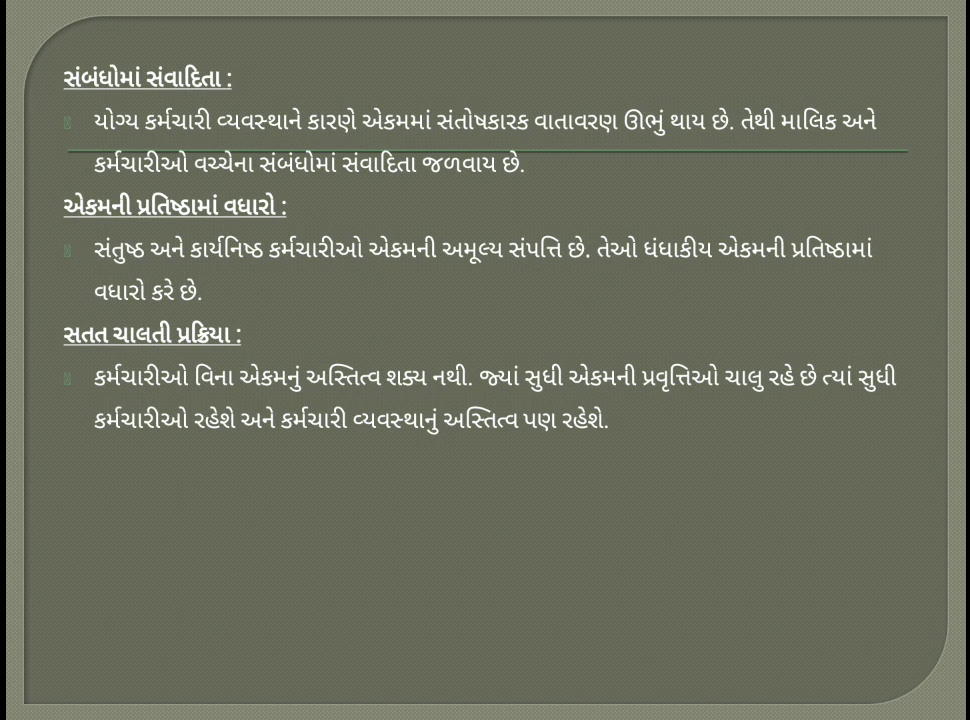 સંબંધોમાં સંવાદિતા :
યોગ્ય કર્મચારી વ્યવસ્થાને કારણે એકમમાં સંતોષકારક વાતાવરણ ઊભું થાય છે. તેથી માલિક અને
કર્મચારીઓ વચ્ચેના સંબંધોમાં સંવાદિતા જળવાય છે.
એકમની પ્રતિષ્ઠામાં વધારો :
સંતુષ્ઠ અને કાર્યનિષ્ઠ કર્મચારીઓ એકમની અમૂલ્ય સંપત્તિ છે. તેઓ ધંધાકીય એકમની પ્રતિષ્ઠામાં
વધારો કરે છે.
સતત ચાલતી પ્રક્રિયા :
કર્મચારીઓ વિના એકમનું અસ્તિત્વ શક્ય નથી. જ્યાં સુધી એકમની પ્રવૃત્તિઓ ચાલુ રહે છે ત્યાં સુધી
કર્મચારીઓ રહેશે અને કર્મચારી વ્યવસ્થાનું અસ્તિત્વ પણ રહેશે.